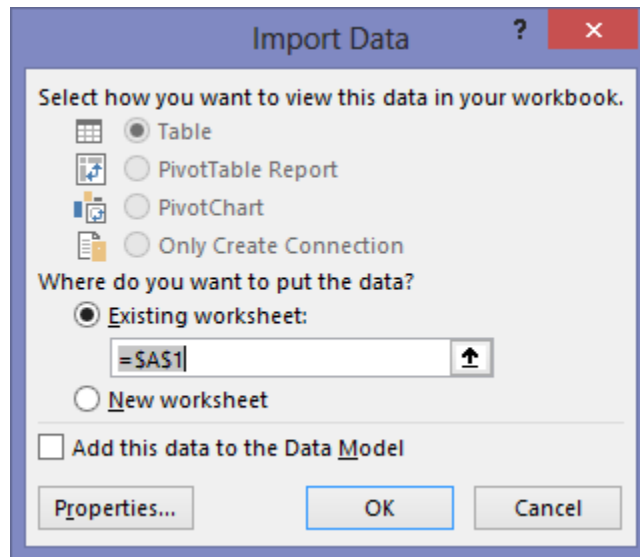 Import Data
?
×
Select how you want to view this data in your workbook.
Table
PivotTable Report
PivotChart
Only Create Connection
Where do you want to put the data?
Existing worksheet:
=$A$1
New worksheet
Add this data to the Data Model
Properties... OK Cancel